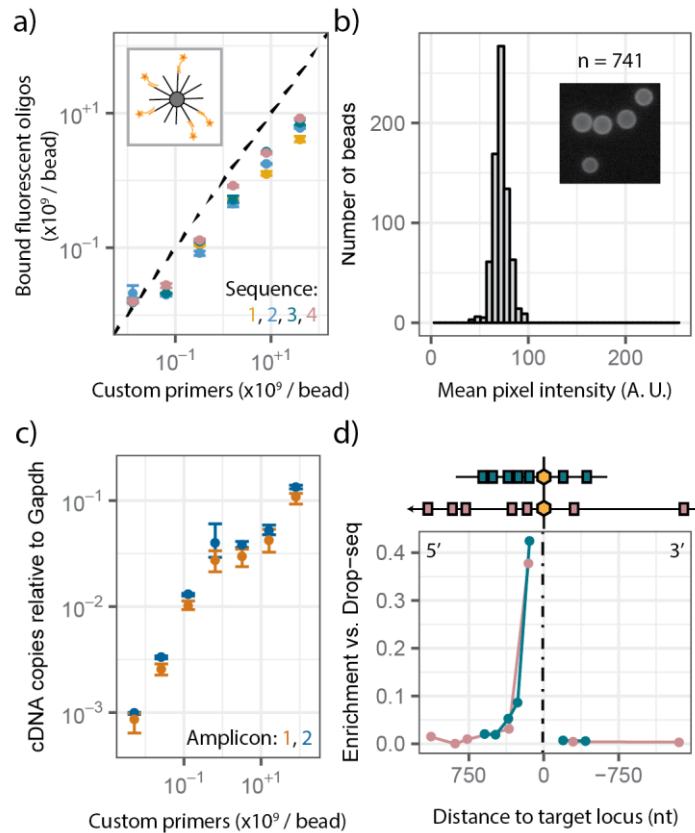 a)
Bound fluorescent oligos
(x10⁹ / bead)
10⁺¹
10⁻¹
Sequence:
1, 2, 3, 4
10⁻¹ 10⁺¹
Custom primers (x10⁹ / bead)
b)
n = 741
Number of beads
200
100
0
0 100 200
Mean pixel intensity (A. U.)
c)
cDNA copies relative to Gapdh
10⁻¹
10⁻²
10⁻³
Amplicon: 1, 2
10⁻¹ 10⁺¹
Custom primers (x10⁹ / bead)
d)
5′ 3′
Enrichment vs. Drop-seq
0.4
0.3
0.2
0.1
0.0
750 0 −750
Distance to target locus (nt)